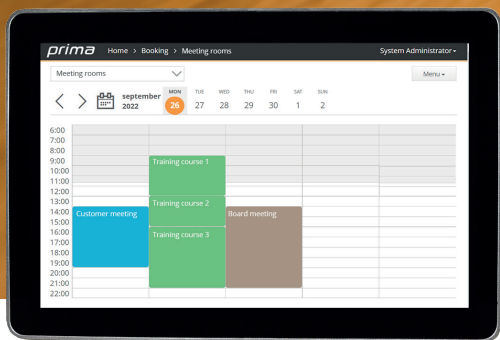 prima Home > Booking > Meeting rooms System Administrator
Meeting rooms Menu
september 2022
MON TUE WED THU FRI SAT SUN
26 27 28 29 30 1 2
6:00
7:00
8:00
9:00 Training course 1
10:00
11:00
12:00
13:00 Training course 2
14:00 Customer meeting Board meeting
15:00
16:00 Training course 3
17:00
18:00
19:00
20:00
21:00
22:00